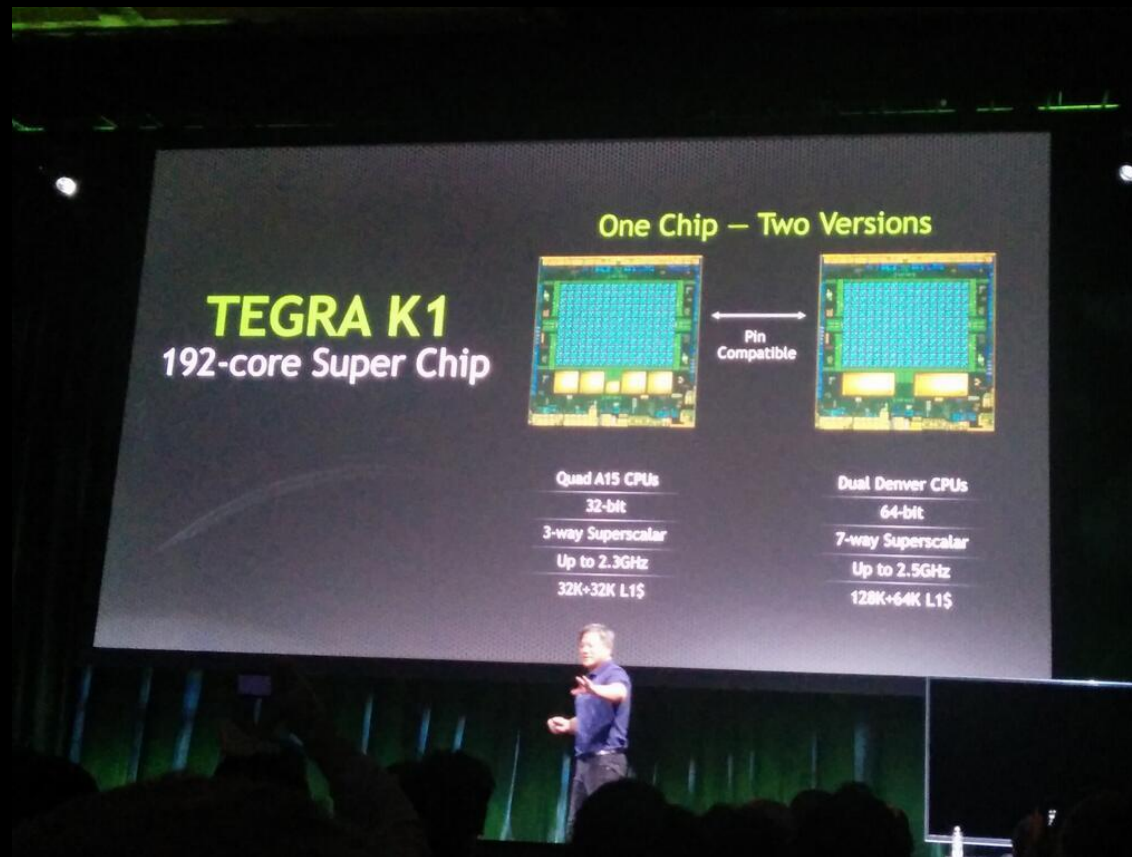 One Chip — Two Versions
TEGRA K1
192-core Super Chip
Pin
Compatible
Quad A15 CPUs
32-bit
3-way Superscalar
Up to 2.3GHz
32K+32K L1$
Dual Denver CPUs
64-bit
7-way Superscalar
Up to 2.5GHz
128K+64K L1$